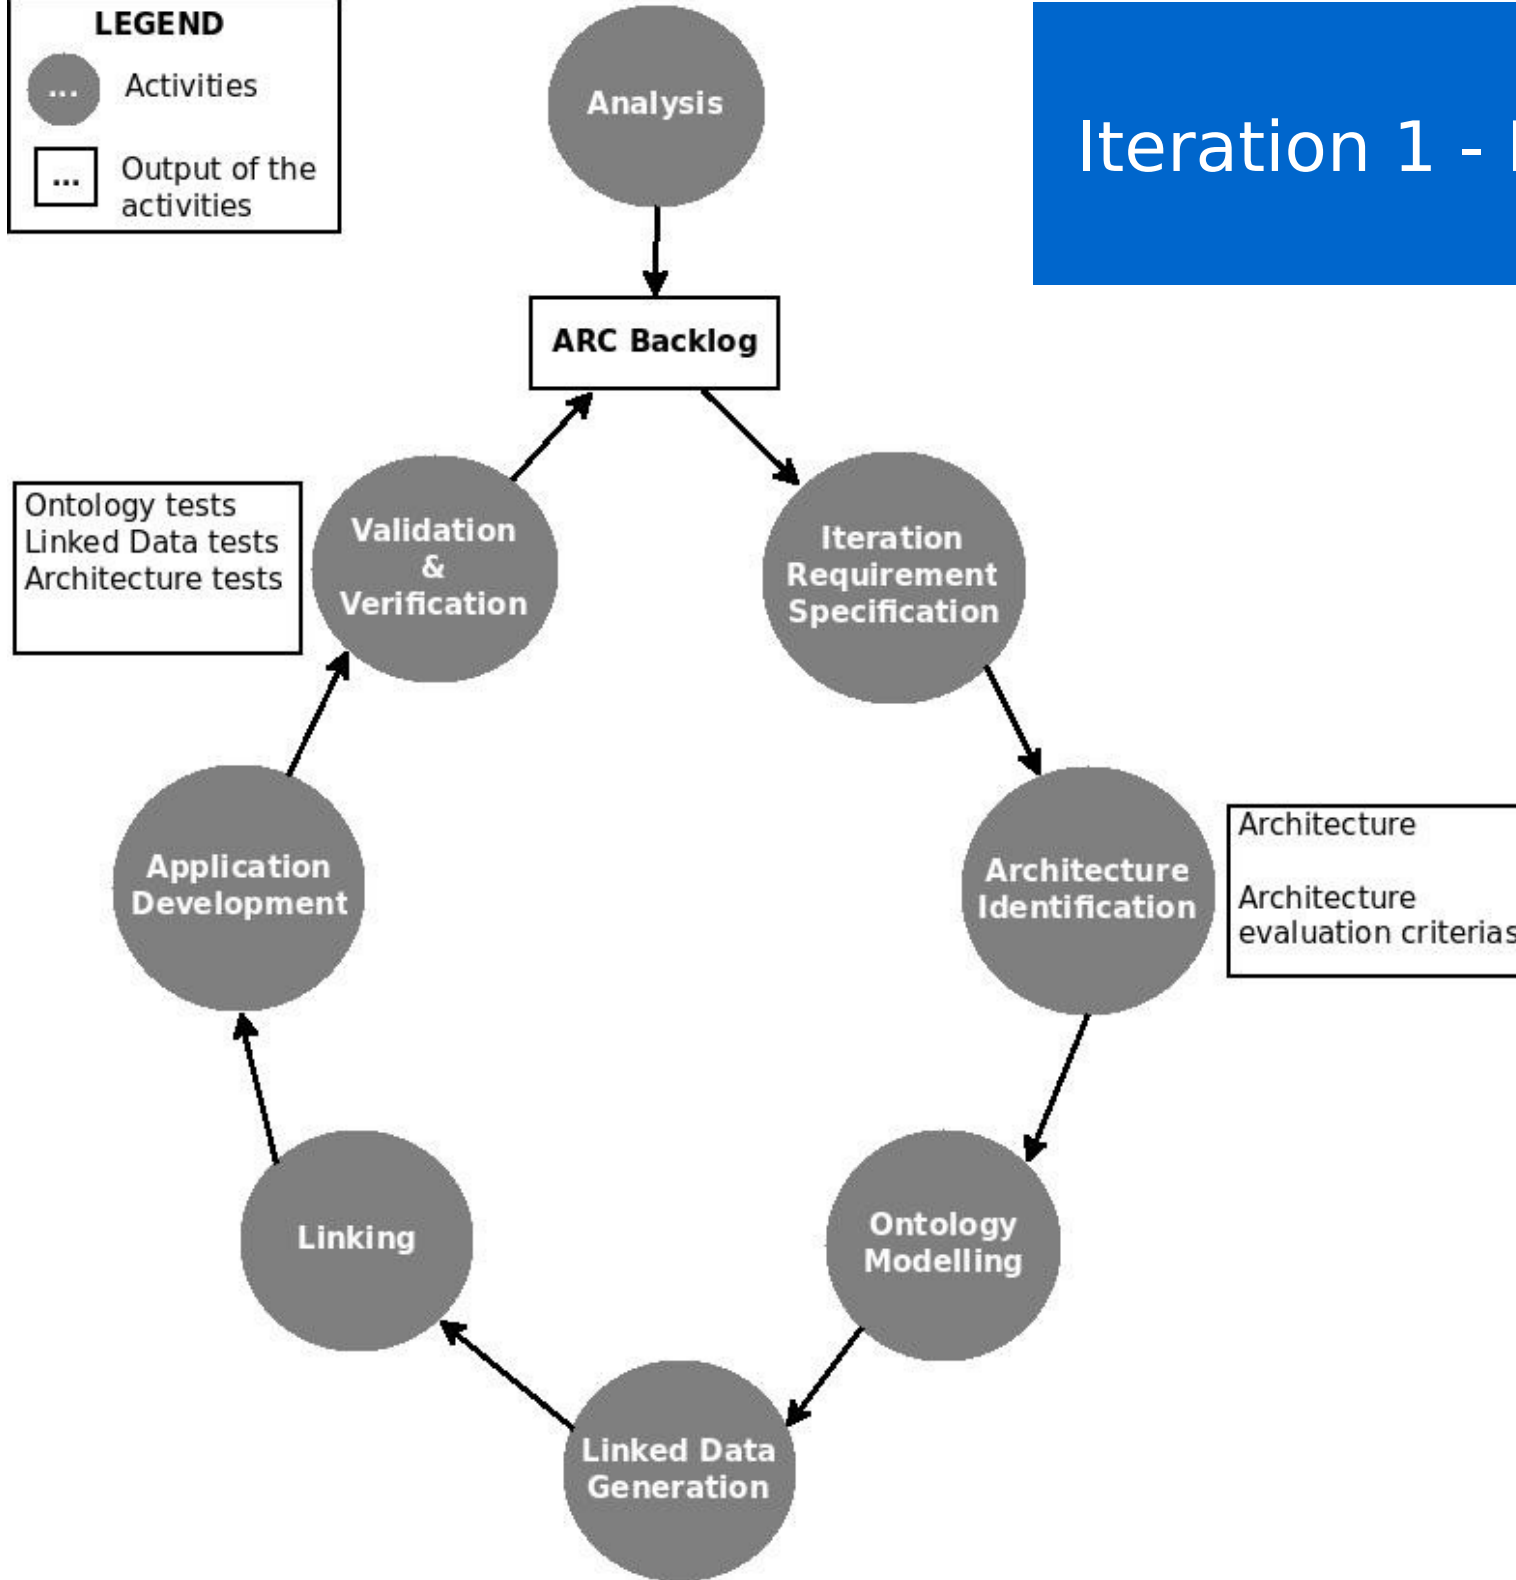 LEGEND
...
Activities
...
Output of the
activities
Analysis
Iteration 1 -
ARC Backlog
Ontology tests
Linked Data tests
Architecture tests
Validation
&
Verification
Iteration
Requirement
Specification
Application
Development
Architecture
Identification
Architecture
Architecture
evaluation criterias
Linking
Ontology
Modelling
Linked Data
Generation